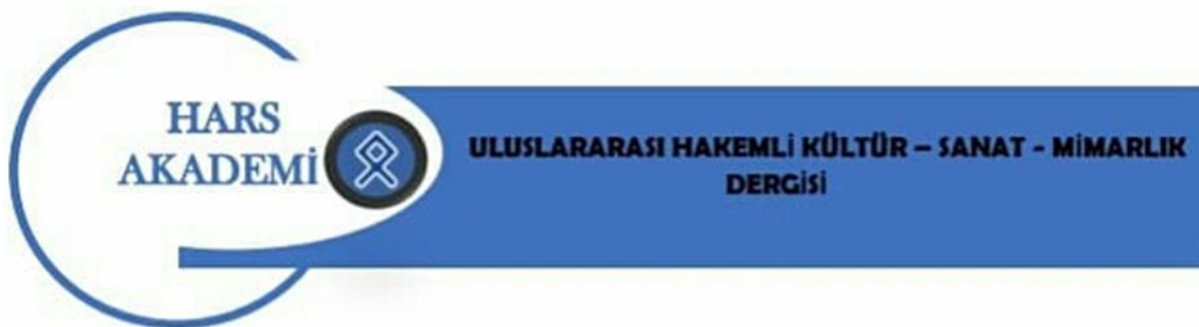 HARS
AKADEMİ
ULUSLARARASI HAKEMLİ KÜLTÜR – SANAT - MİMARLIK
DERGİSİ